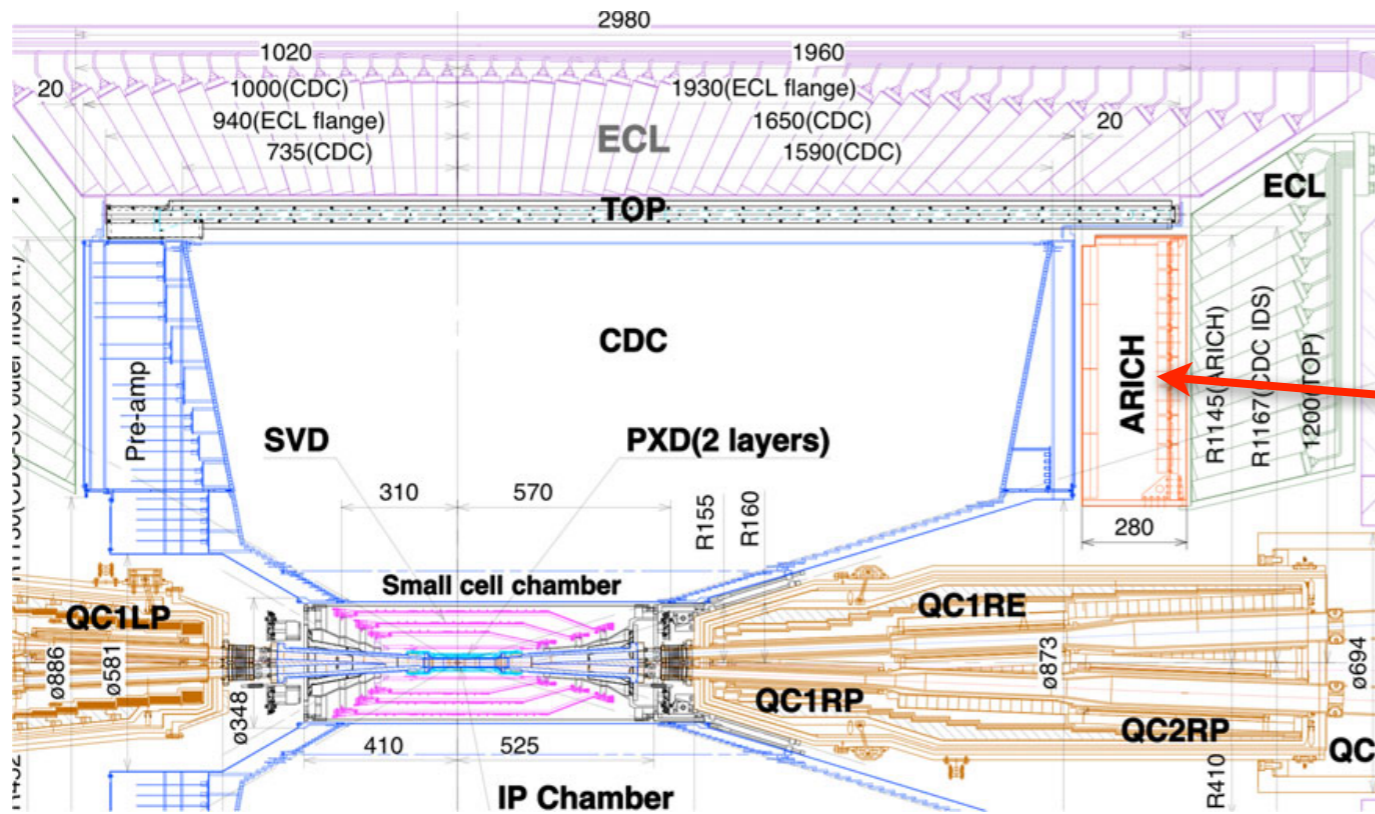 2980
1020
1960
20
1000(CDC)
1930(ECL flange)
940(ECL flange)
1650(CDC)
20
735(CDC)
1590(CDC)
ECL
ECL
TOP
CDC
Pre-amp
ARICH
R1145(ARICH)
R1167(CDC IDS)
1200(TOP)
SVD
PXD(2 layers)
310
570
R155
R160
280
Small cell chamber
QC1LP
QC1RE
ø886
ø581
ø348
ø873
ø694
QC1RP
QC2RP
QC
410
525
R410
IP Chamber